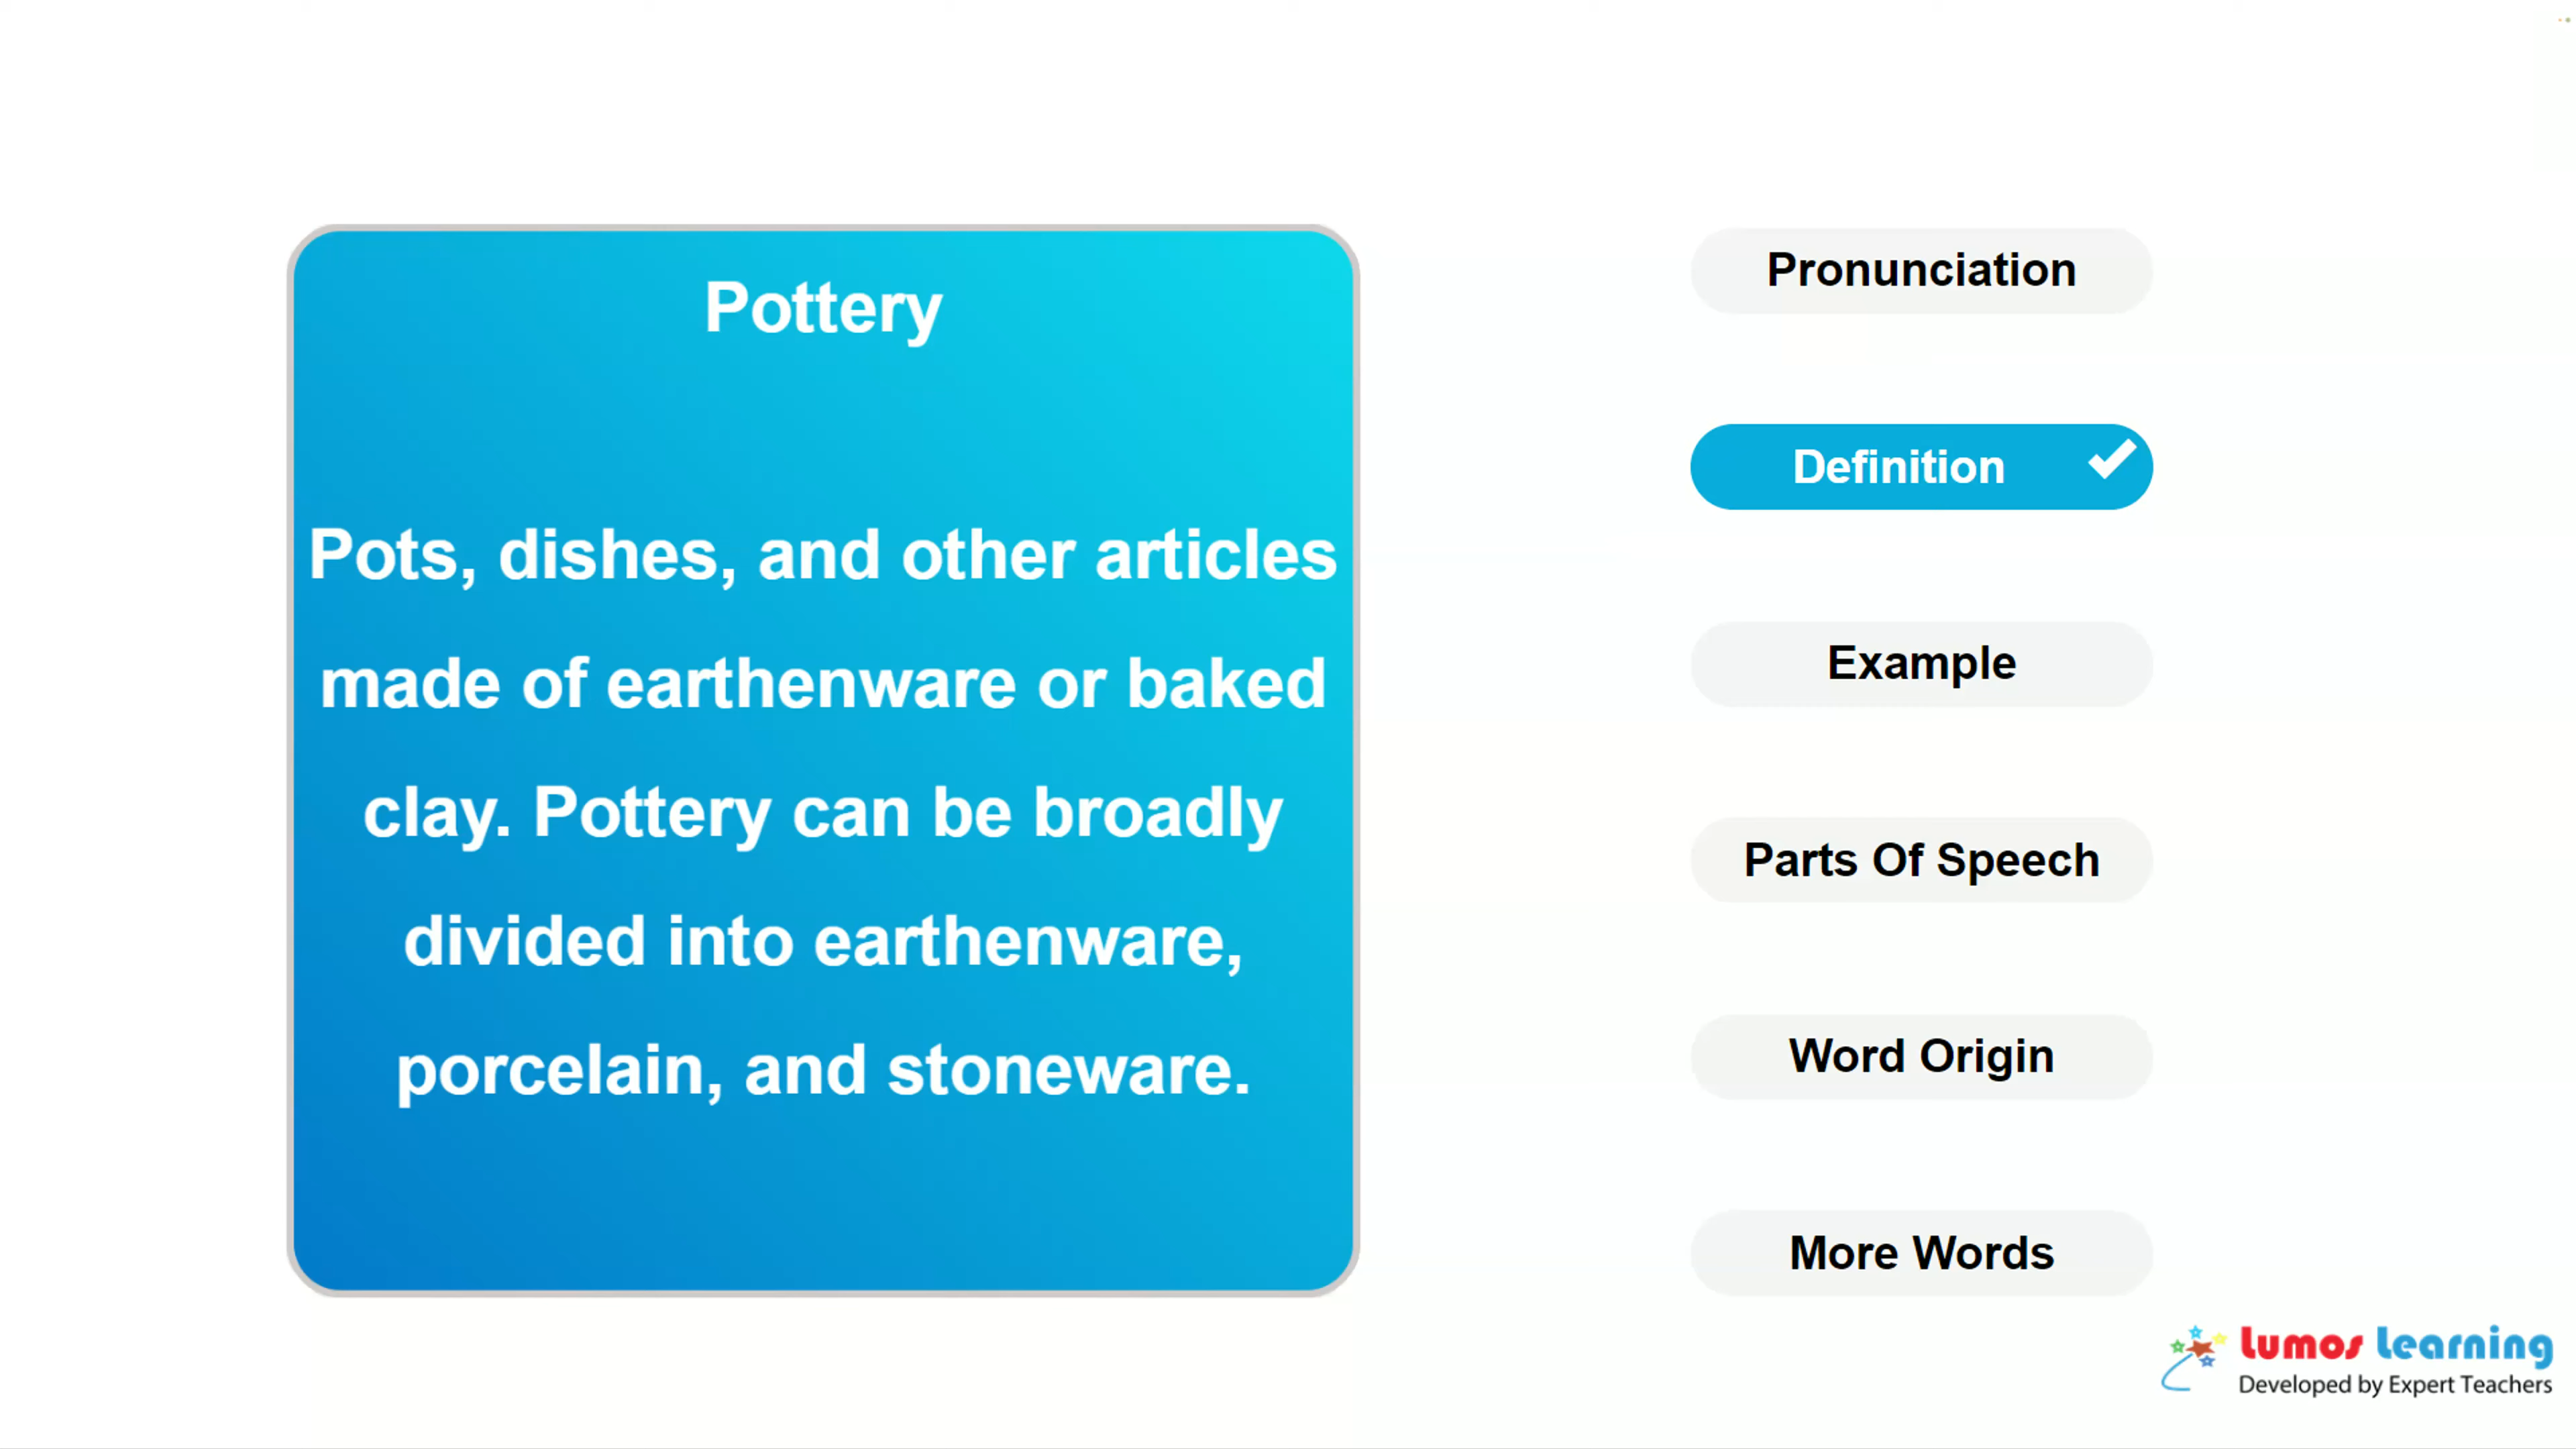 Pottery
Pots, dishes, and other articles
made of earthenware or baked
clay. Pottery can be broadly
divided into earthenware,
porcelain, and stoneware.
Pronunciation
Definition
Example
Parts Of Speech
Word Origin
More Words
Lumos Learning
Developed by Expert Teachers